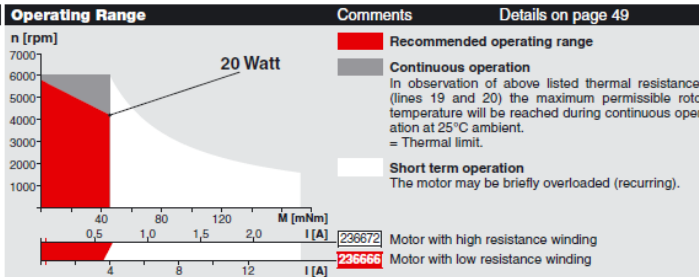 Operating Range
Comments
Details on page 49
n [rpm]
7000
6000
5000
4000
3000
2000
1000
20 Watt
40
80
120
M [mNm]
0,5
1,0
1,5
2,0
I [A]
4
8
12
I [A]
Recommended operating range
Continuous operation
In observation of above listed thermal resistance
(lines 19 and 20) the maximum permissible roto
temperature will be reached during continuous oper
ation at 25°C ambient.
= Thermal limit.
Short term operation
The motor may be briefly overloaded (recurring).
236672 Motor with high resistance winding
236666 Motor with low resistance winding